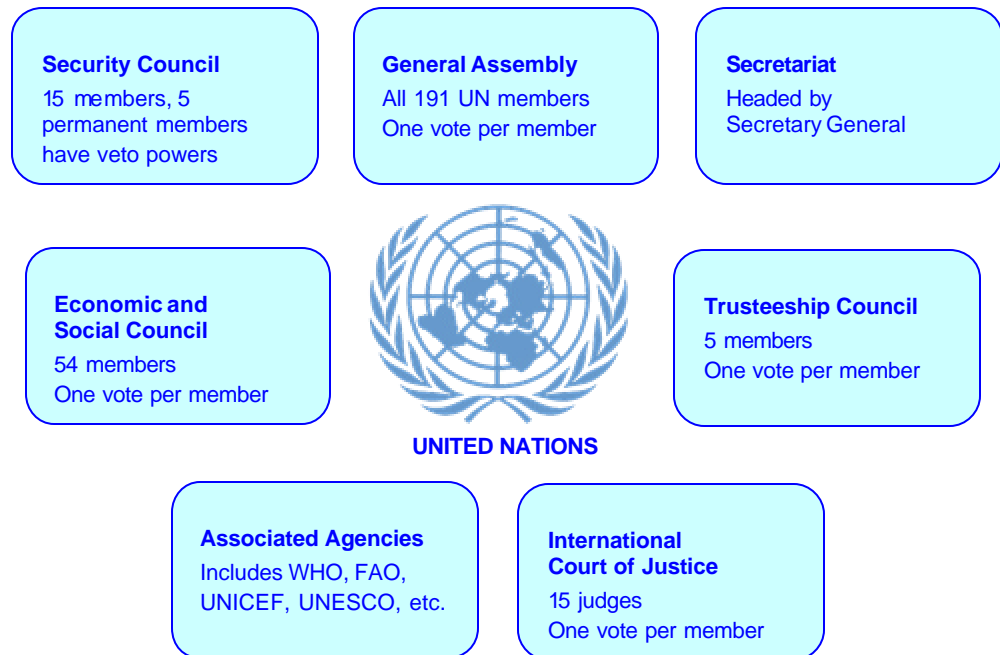 Security Council
15 members, 5
permanent members
have veto powers
General Assembly
All 191 UN members
One vote per member
Secretariat
Headed by
Secretary General
Economic and
Social Council
54 members
One vote per member
UNITED NATIONS
Trusteeship Council
5 members
One vote per member
Associated Agencies
Includes WHO, FAO,
UNICEF, UNESCO, etc.
International
Court of Justice
15 judges
One vote per member